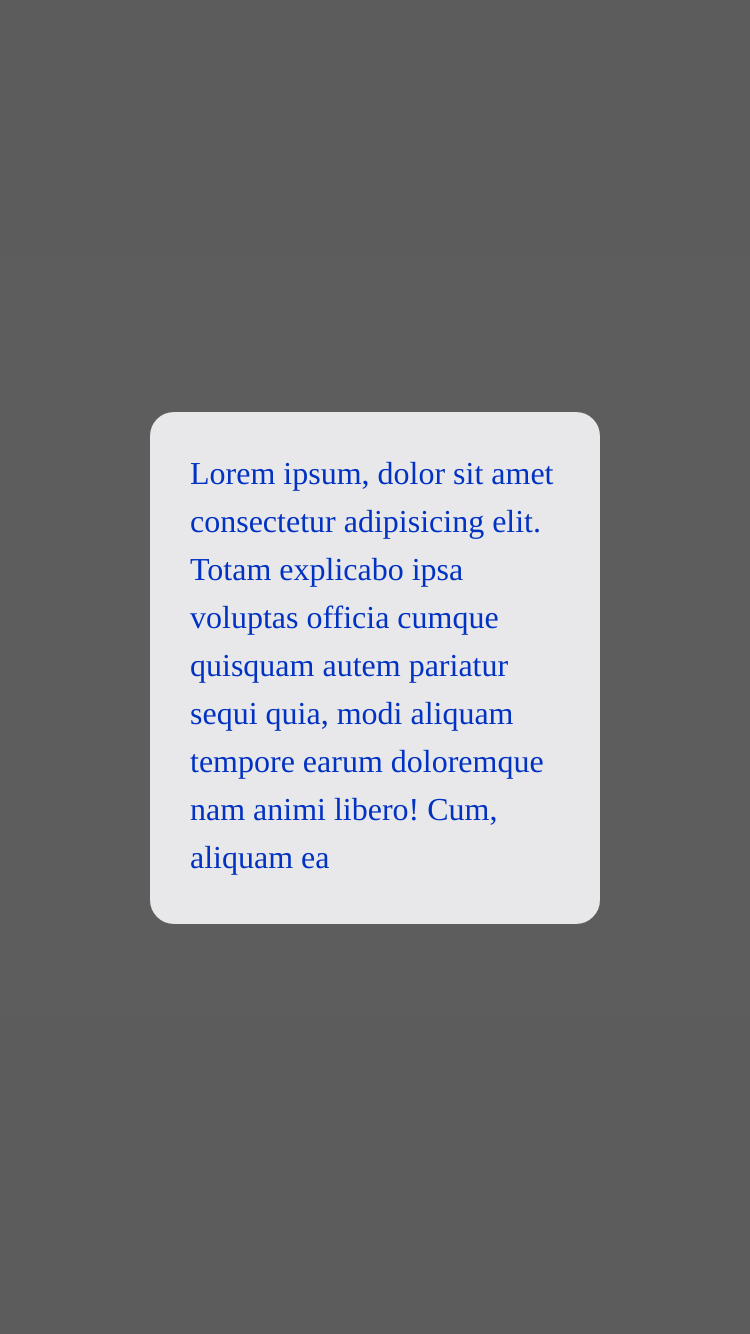 Lorem ipsum, dolor sit amet
consectetur adipisicing elit.
Totam explicabo ipsa
voluptas officia cumque
quisquam autem pariatur
sequi quia, modi aliquam
tempore earum doloremque
nam animi libero! Cum,
aliquam ea